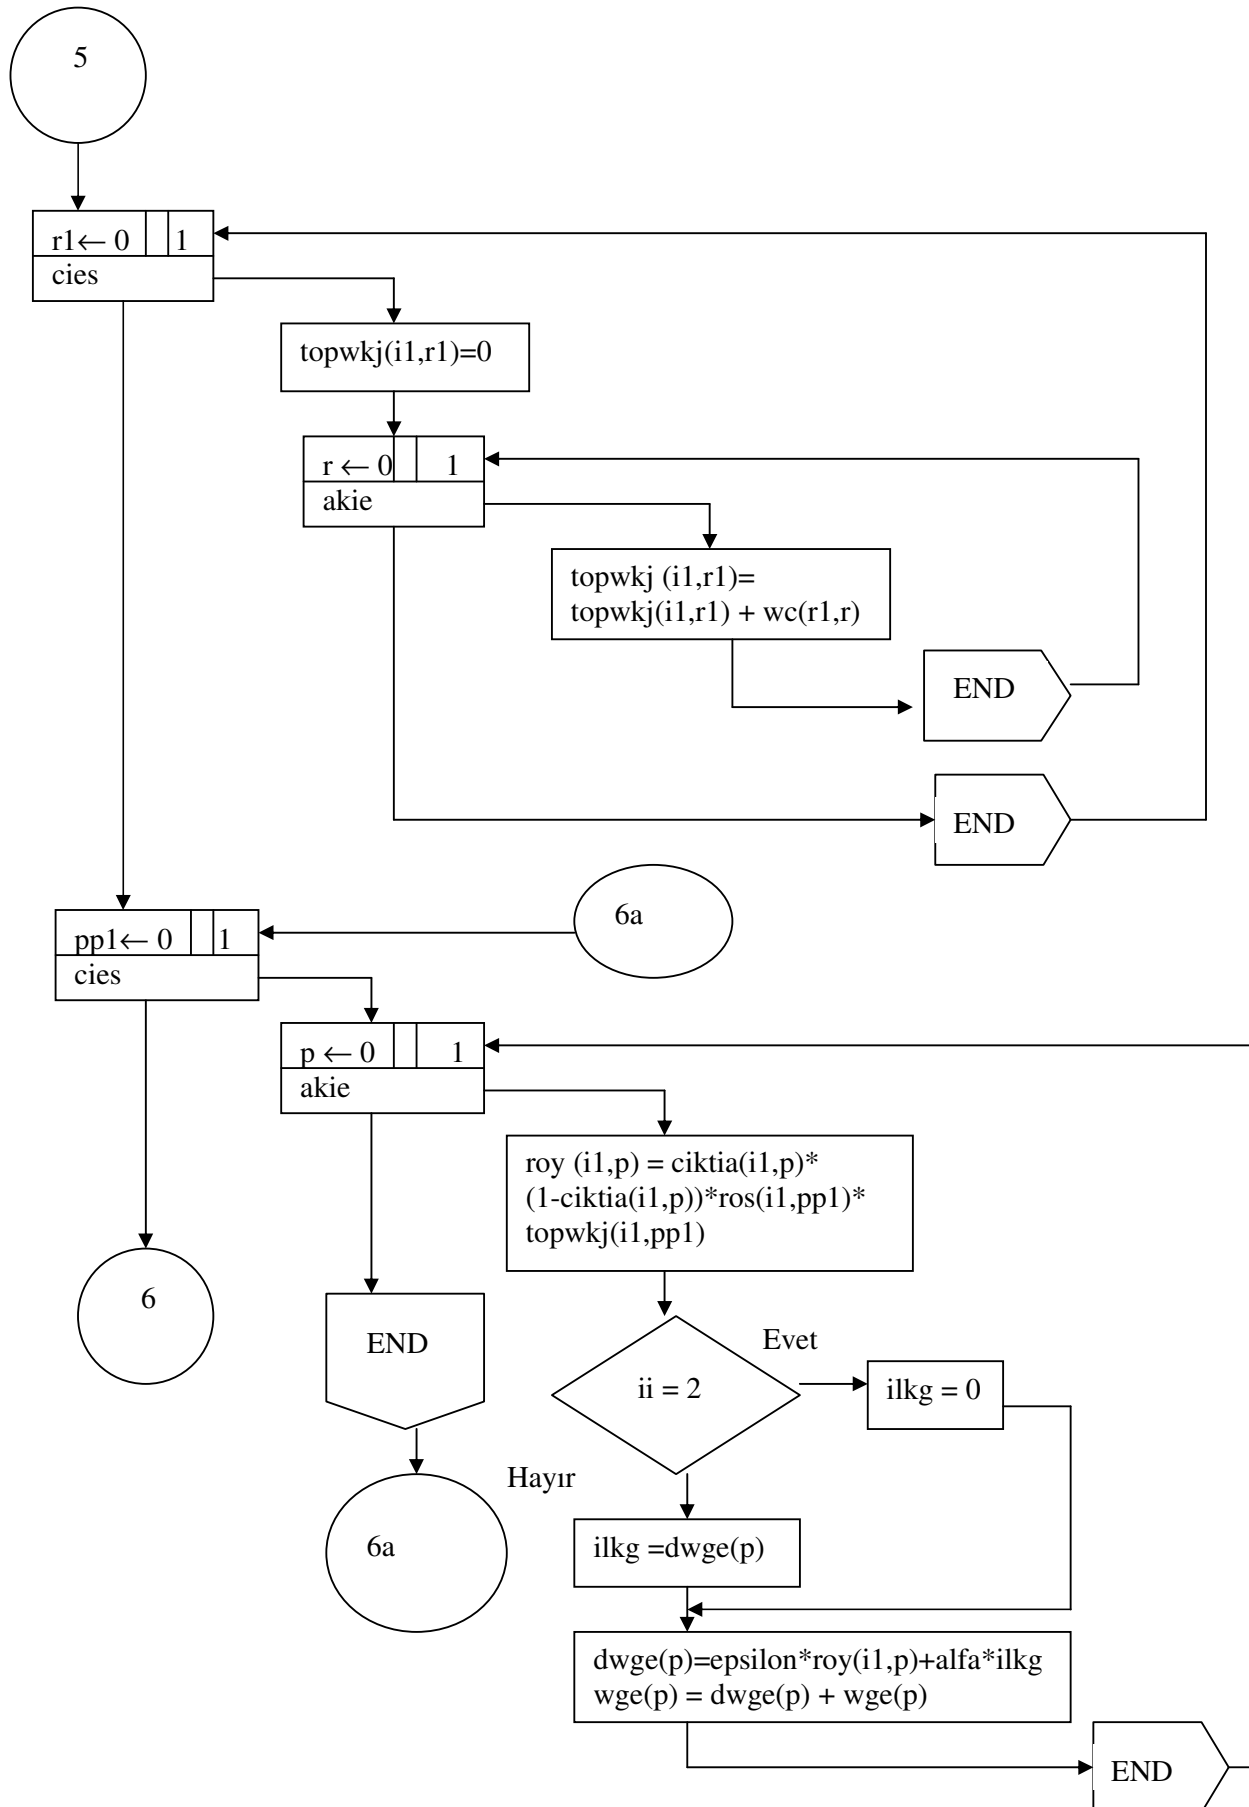 5
r1← 0 1
cies
topwkj(i1,r1)=0
r ← 0 1
akie
topwkj (i1,r1)=
topwkj(i1,r1) + wc(r1,r)
END
END
6a
pp1← 0 1
cies
p ← 0 1
akie
roy (i1,p) = ciktia(i1,p)*
(1-ciktia(i1,p))*ros(i1,pp1)*
topwkj(i1,pp1)
6
END
Evet
ii = 2
ilkg = 0
Hayır
6a
ilkg =dwge(p)
dwge(p)=epsilon*roy(i1,p)+alfa*ilkg
wge(p) = dwge(p) + wge(p)
END